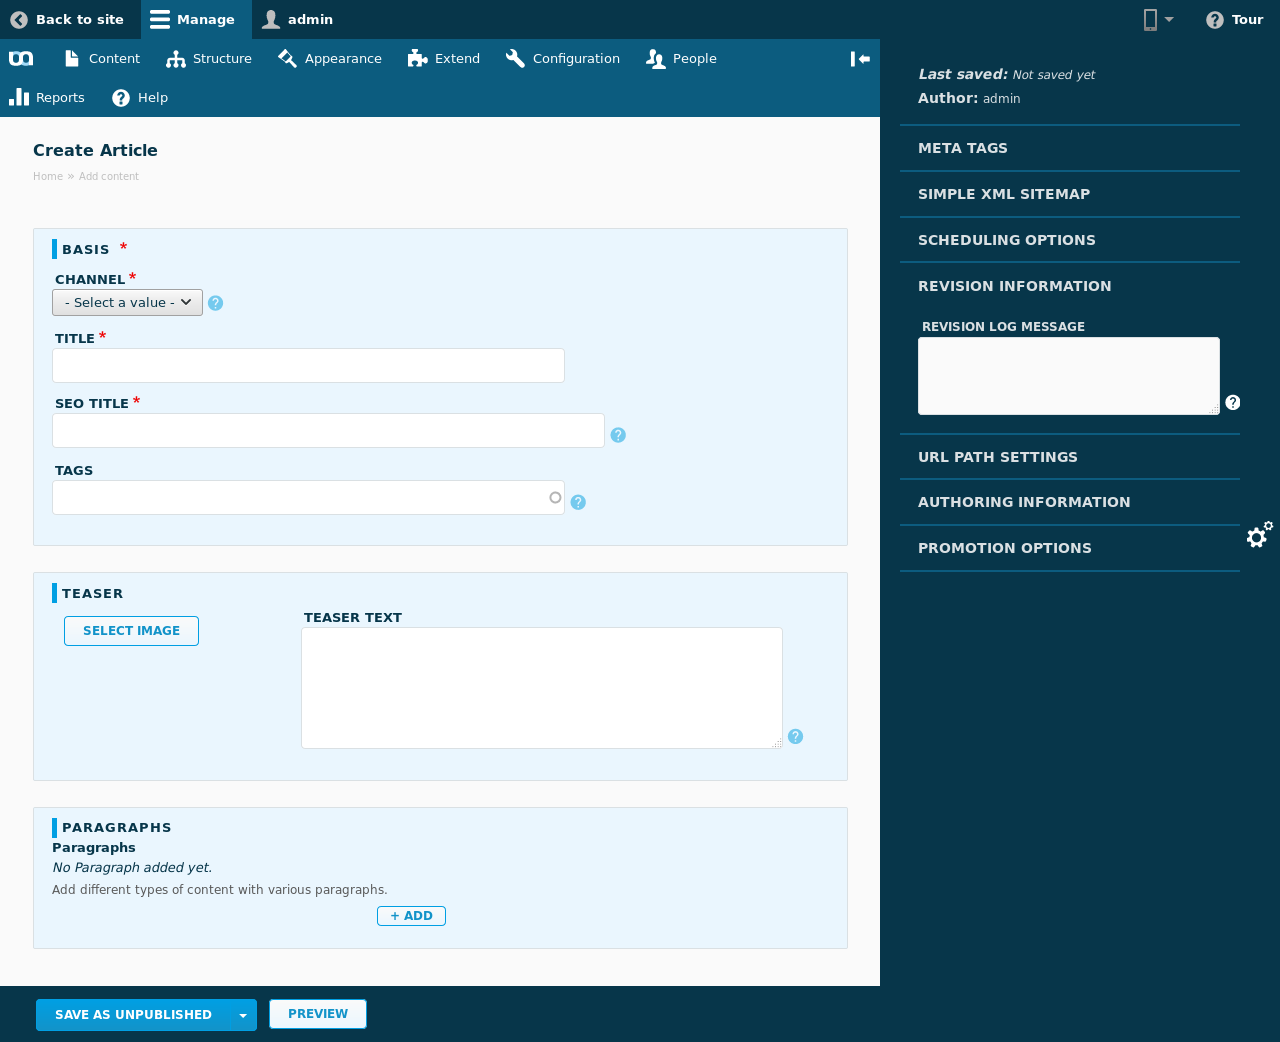 Back to site Manage admin Tour
Content Structure Appearance Extend Configuration People
Reports Help
Create Article
Home » Add content
BASIS *
CHANNEL *
- Select a value -
TITLE *
SEO TITLE *
TAGS
TEASER
SELECT IMAGE
TEASER TEXT
PARAGRAPHS
Paragraphs
No Paragraph added yet.
Add different types of content with various paragraphs.
+ ADD
SAVE AS UNPUBLISHED PREVIEW
Last saved: Not saved yet
Author: admin
META TAGS
SIMPLE XML SITEMAP
SCHEDULING OPTIONS
REVISION INFORMATION
REVISION LOG MESSAGE
URL PATH SETTINGS
AUTHORING INFORMATION
PROMOTION OPTIONS